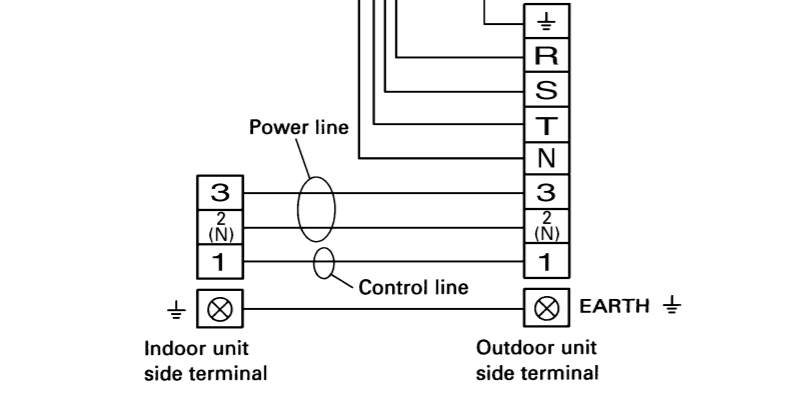 ⏚
R
S
Power line
T
N
3
3
2
(N)
2
(N)
1
1
Control line
⏚
EARTH ⏚
Indoor unit
side terminal
Outdoor unit
side terminal